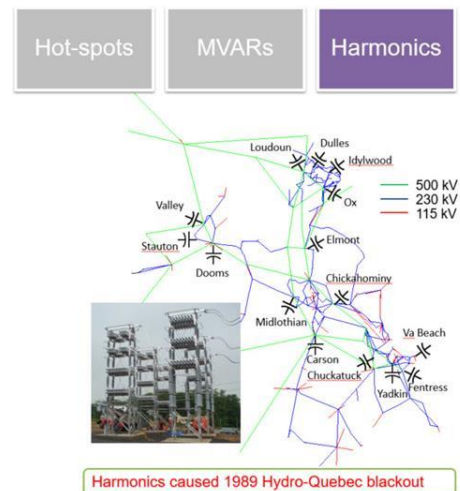 Hot-spots
MVARs
Harmonics
Dulles
Loudoun
Idylwood
500 kV
230 kV
115 kV
Ox
Valley
Stauton
Elmont
Dooms
Chickahominy
Midlothian
Va Beach
Carson
Chuckatuck
Fentress
Yadkin
Harmonics caused 1989 Hydro-Quebec blackout